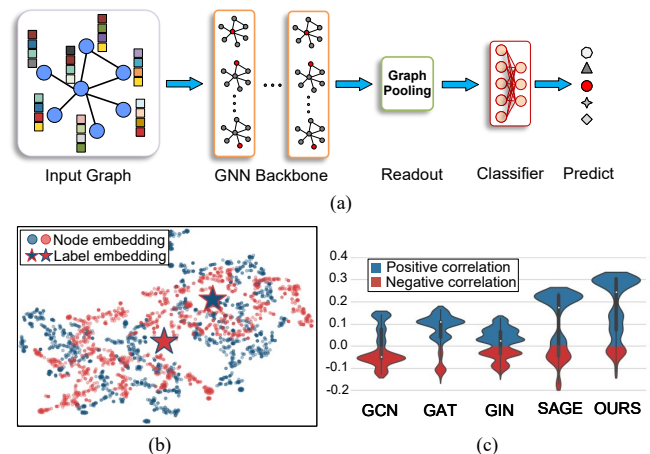 Graph
Pooling
Input Graph
GNN Backbone
Readout
Classifier
Predict
(a)
Node embedding
Label embedding
(b)
0.4
0.3
0.2
0.1
0.0
-0.1
-0.2
Positive correlation
Negative correlation
GCN
GAT
GIN
SAGE
OURS
(c)